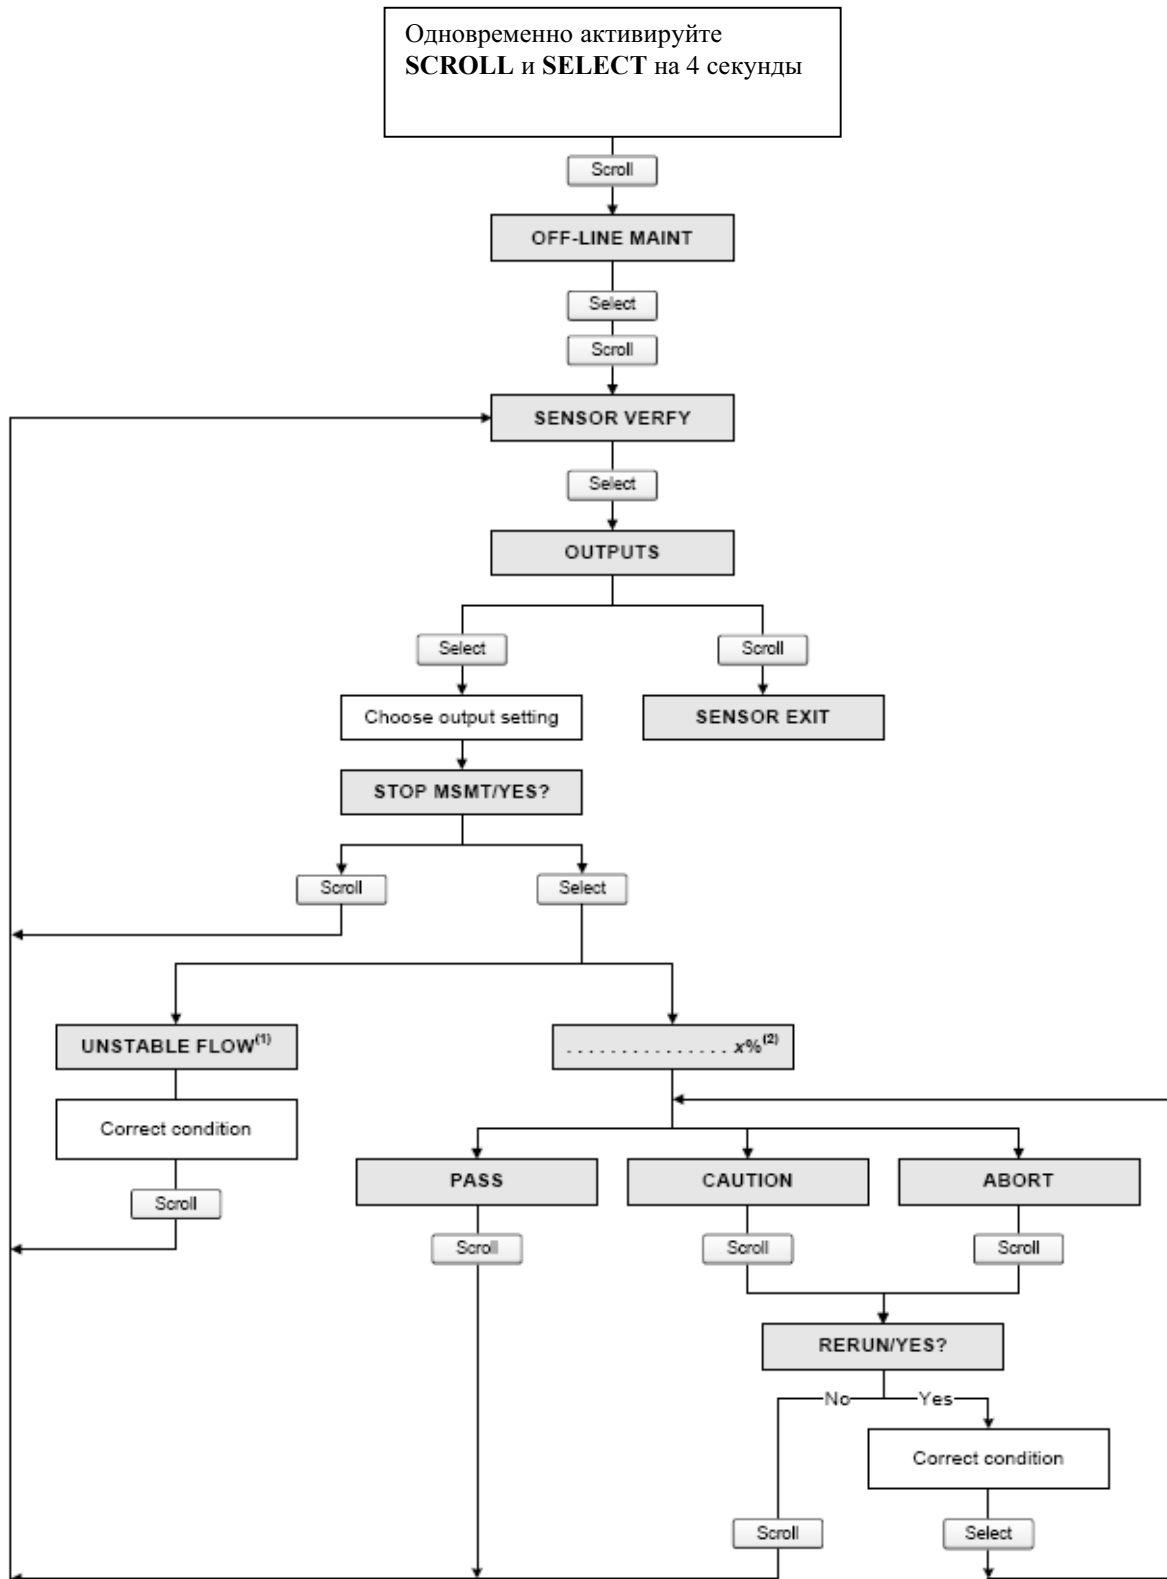 Одновременно активируйте
SCROLL и SELECT на 4 секунды
Scroll
OFF-LINE MAINT
Select
Scroll
SENSOR VERFY
Select
OUTPUTS
Select
Scroll
Choose output setting
SENSOR EXIT
STOP MSMT/YES?
Scroll
Select
UNSTABLE FLOW(1)
. . . . . . . . . . . . . . . x%(2)
Correct condition
PASS
CAUTION
ABORT
Scroll
Scroll
Scroll
Scroll
RERUN/YES?
No
Yes
Correct condition
Scroll
Select